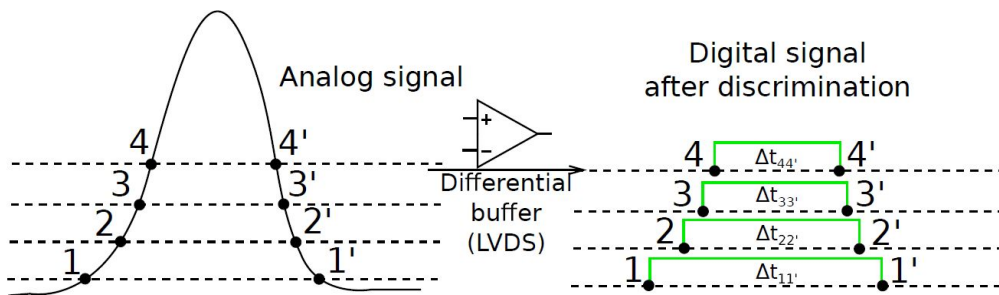 Analog signal
4
4'
3
3'
2
2'
1
1'
+
−
Differential
buffer
(LVDS)
Digital signal
after discrimination
4
Δt44'
4'
3
Δt33'
3'
2
Δt22'
2'
1
Δt11'
1'